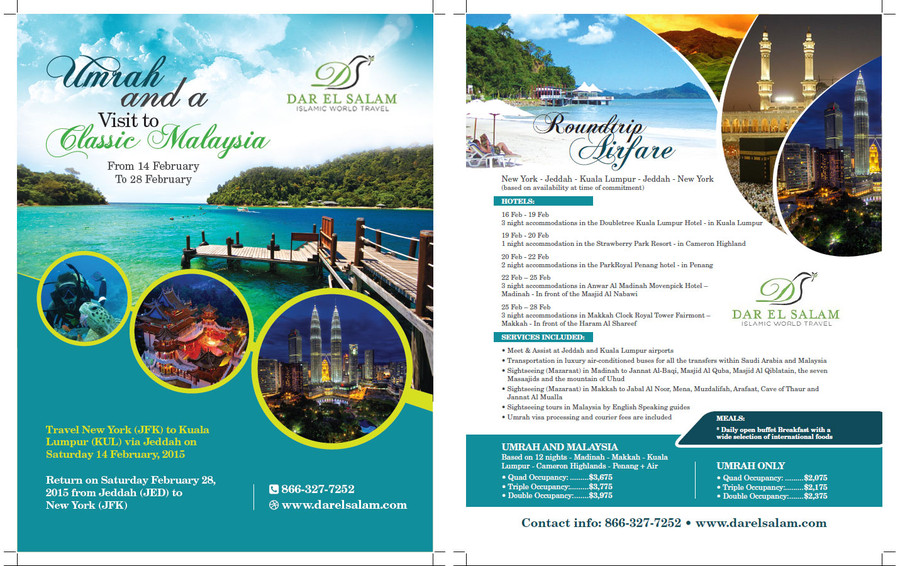 Umrah
and a
Visit to
Classic Malaysia
From 14 February
To 28 February
DS
DAR EL SALAM
ISLAMIC WORLD TRAVEL
Travel New York (JFK) to Kuala
Lumpur (KUL) via Jeddah on
Saturday 14 February, 2015
Return on Saturday February 28,
2015 from Jeddah (JED) to
New York (JFK)
866-327-7252
www.darelsalam.com
Roundtrip
Airfare
New York - Jeddah - Kuala Lumpur - Jeddah - New York
(based on availability at time of commitment)
HOTELS:
16 Feb - 19 Feb
3 night accommodations in the Doubletree Kuala Lumpur Hotel - in Kuala Lumpur
19 Feb - 20 Feb
1 night accommodation in the Strawberry Park Resort - in Cameron Highland
20 Feb - 22 Feb
2 night accommodations in the ParkRoyal Penang hotel - in Penang
22 Feb – 25 Feb
3 night accommodations in Anwar Al Madinah Movenpick Hotel –
Madinah - In front of the Masjid Al Nabawi
25 Feb – 28 Feb
3 night accommodations in Makkah Clock Royal Tower Fairmont –
Makkah - In front of the Haram Al Shareef
DS
DAR EL SALAM
ISLAMIC WORLD TRAVEL
SERVICES INCLUDED:
• Meet & Assist at Jeddah and Kuala Lumpur airports
• Transportation in luxury air-conditioned buses for all the transfers within Saudi Arabia and Malaysia
• Sightseeing (Mazaraat) in Madinah to Jannat Al-Baqi, Masjid Al Quba, Masjid Al Qiblatain, the seven
Massajids and the mountain of Uhud
• Sightseeing (Mazaraat) in Makkah to Jabal Al Noor, Mena, Muzdalifah, Arafaat, Cave of Thaur and
Jannat Al Mualla
• Sightseeing tours in Malaysia by English Speaking guides
• Umrah visa processing and courier fees are included
MEALS:
* Daily open buffet Breakfast with a
wide selection of international foods
UMRAH AND MALAYSIA
Based on 12 nights - Madinah - Makkah - Kuala
Lumpur - Cameron Highlands - Penang + Air
• Quad Occupancy: .........$3,675
• Triple Occupancy:.........$3,775
• Double Occupancy:.......$3,975
UMRAH ONLY
• Quad Occupancy: .........$2,075
• Triple Occupancy:.........$2,175
• Double Occupancy:.......$2,375
Contact info: 866-327-7252 • www.darelsalam.com